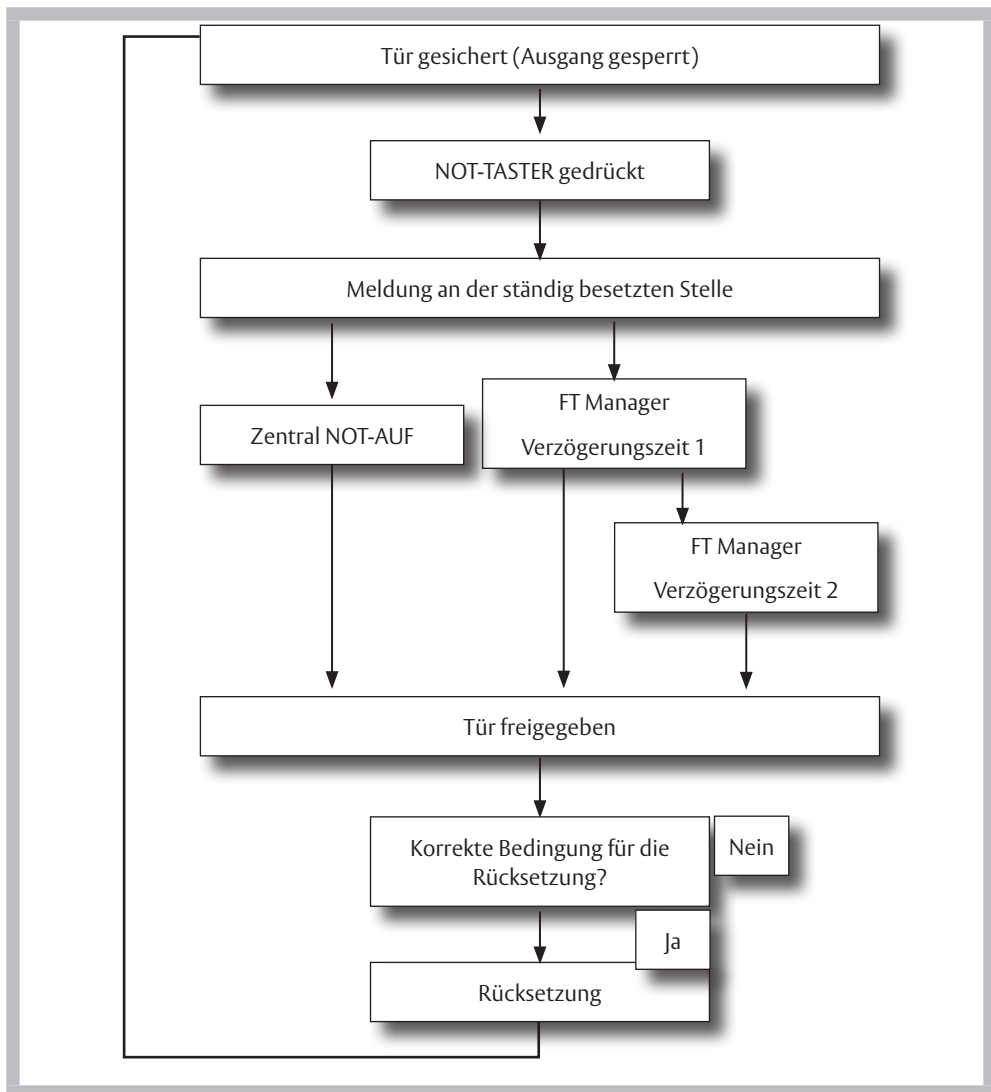 Tür gesichert (Ausgang gesperrt)
NOT-TASTER gedrückt
Meldung an der ständig besetzten Stelle
Zentral NOT-AUF
FT Manager
Verzögerungszeit 1
FT Manager
Verzögerungszeit 2
Tür freigegeben
Korrekte Bedingung für die
Rücksetzung?
Nein
Ja
Rücksetzung